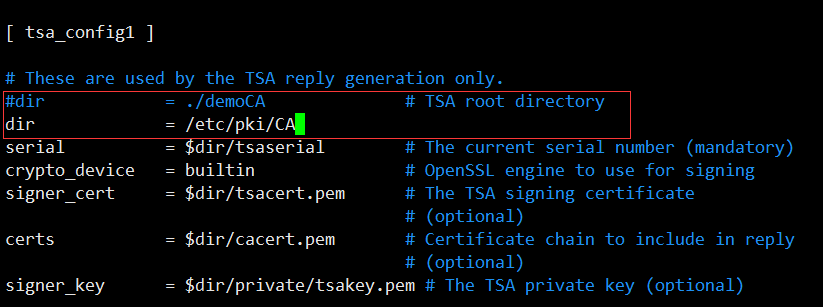 [ tsa_config1 ]
# These are used by the TSA reply generation only.
#dir = ./demoCA # TSA root directory
dir = /etc/pki/CA
serial = $dir/tsaserial # The current serial number (mandatory)
crypto_device = builtin # OpenSSL engine to use for signing
signer_cert = $dir/tsacert.pem # The TSA signing certificate
# (optional)
certs = $dir/cacert.pem # Certificate chain to include in reply
# (optional)
signer_key = $dir/private/tsakey.pem # The TSA private key (optional)